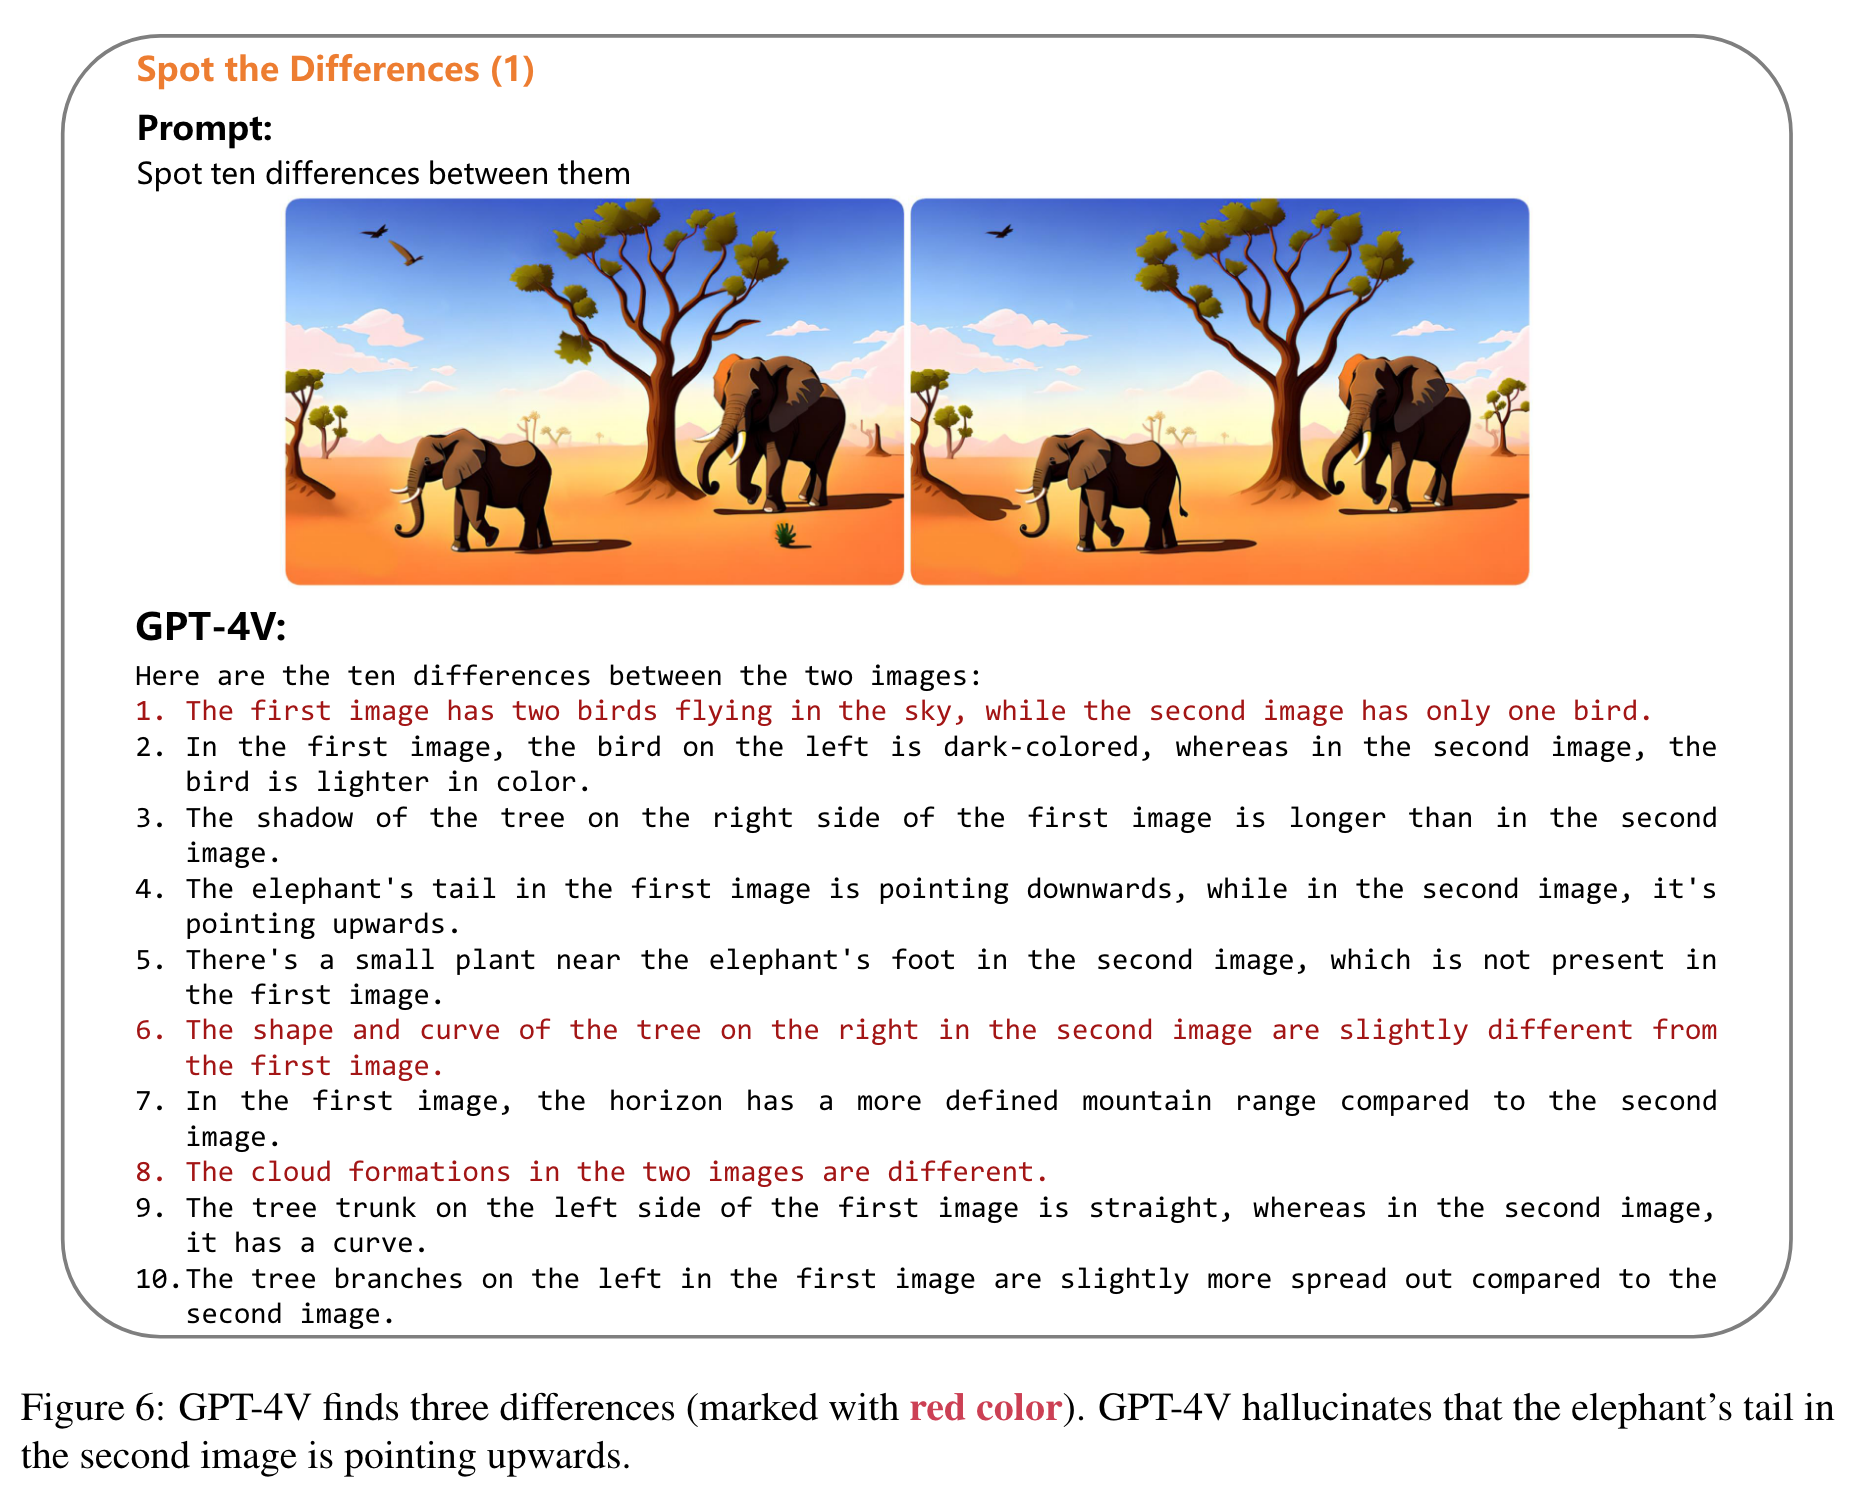 Spot the Differences (1)
Prompt:
Spot ten differences between them
GPT-4V:
Here are the ten differences between the two images:
1. The first image has two birds flying in the sky, while the second image has only one bird.
2. In the first image, the bird on the left is dark-colored, whereas in the second image, the
bird is lighter in color.
3. The shadow of the tree on the right side of the first image is longer than in the second
image.
4. The elephant's tail in the first image is pointing downwards, while in the second image, it's
pointing upwards.
5. There's a small plant near the elephant's foot in the second image, which is not present in
the first image.
6. The shape and curve of the tree on the right in the second image are slightly different from
the first image.
7. In the first image, the horizon has a more defined mountain range compared to the second
image.
8. The cloud formations in the two images are different.
9. The tree trunk on the left side of the first image is straight, whereas in the second image,
it has a curve.
10.The tree branches on the left in the first image are slightly more spread out compared to the
second image.
Figure 6: GPT-4V finds three differences (marked with red color). GPT-4V hallucinates that the elephant's tail in
the second image is pointing upwards.